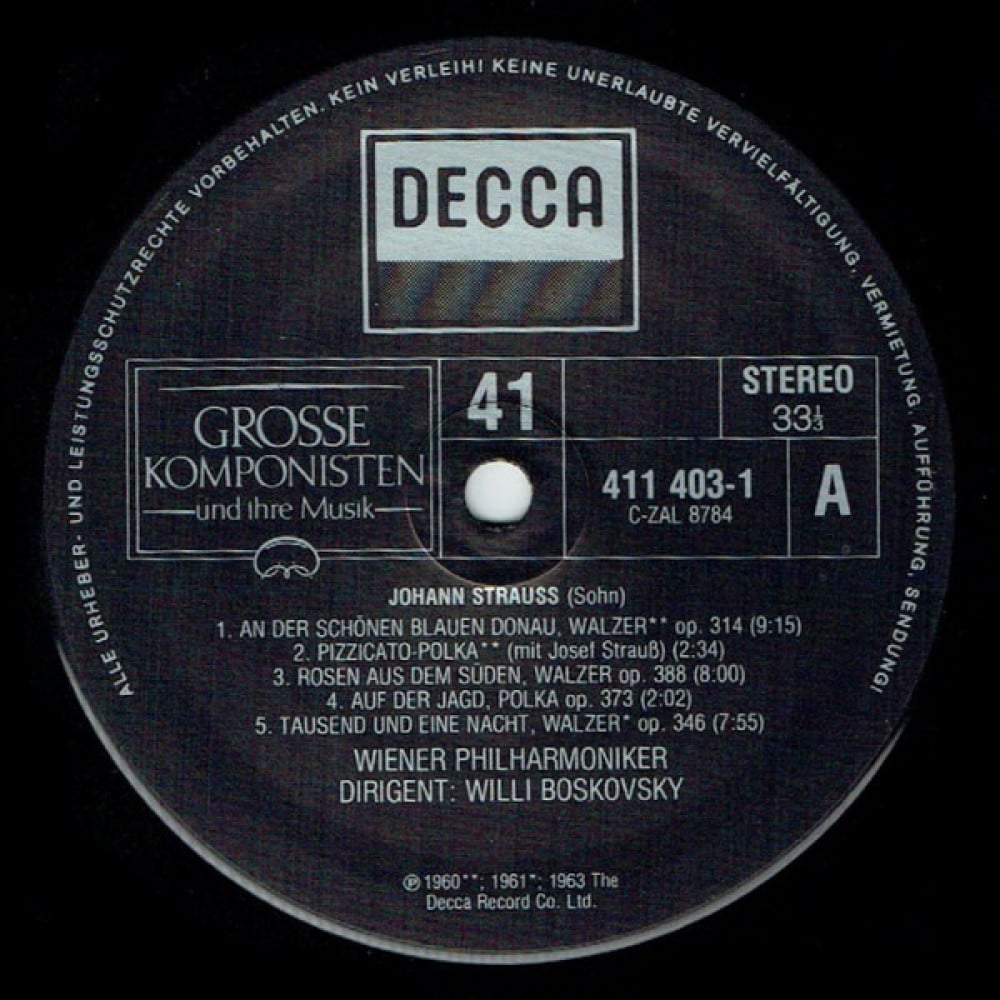 ALLE URHEBER- UND LEISTUNGSSCHUTZRECHTE VORBEHALTEN. KEIN VERLEIH! KEINE UNERLAUBTE VERVIELFÄLTIGUNG, VERMIETUNG, AUFFÜHRUNG, SENDUNG!
DECCA
GROSSE
KOMPONISTEN
und ihre Musik
41
STEREO
33⅓
411 403-1
C-ZAL 8784
A
JOHANN STRAUSS (Sohn)
1. AN DER SCHÖNEN BLAUEN DONAU, WALZER** op. 314 (9:15)
2. PIZZICATO-POLKA** (mit Josef Strauß) (2:34)
3. ROSEN AUS DEM SÜDEN, WALZER op. 388 (8:00)
4. AUF DER JAGD, POLKA op. 373 (2:02)
5. TAUSEND UND EINE NACHT, WALZER* op. 346 (7:55)
WIENER PHILHARMONIKER
DIRIGENT: WILLI BOSKOVSKY
℗ 1960**; 1961*; 1963 The
Decca Record Co. Ltd.